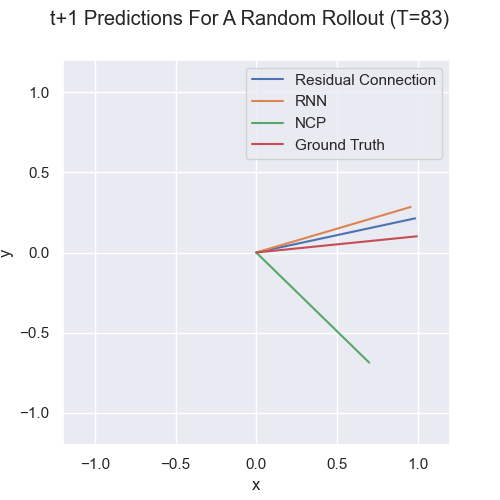 t+1 Predictions For A Random Rollout (T=83)
Residual Connection
RNN
NCP
Ground Truth
1.0
0.5
0.0
−0.5
−1.0
y
−1.0 −0.5 0.0 0.5 1.0
x